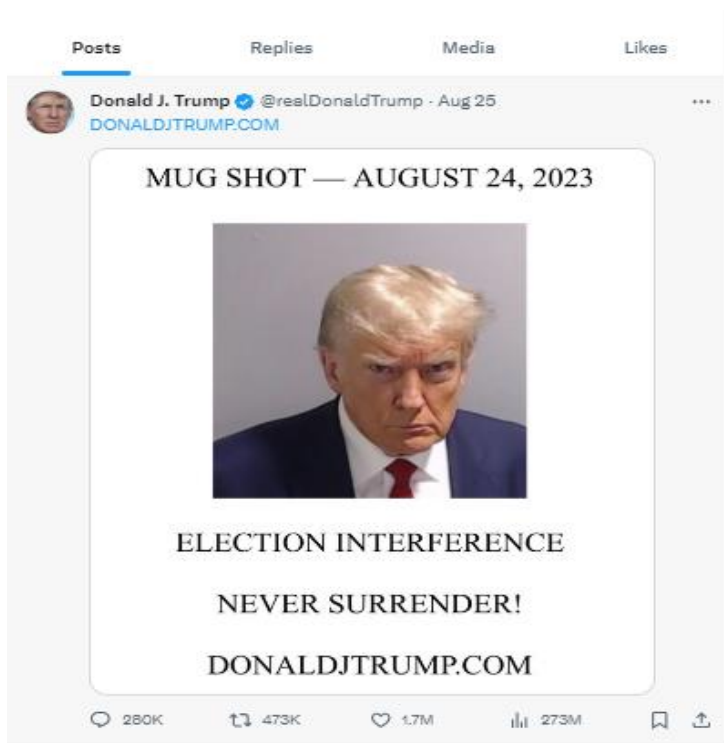 Posts Replies Media Likes
Donald J. Trump @realDonaldTrump · Aug 25
DONALDJTRUMP.COM
MUG SHOT — AUGUST 24, 2023
ELECTION INTERFERENCE
NEVER SURRENDER!
DONALDJTRUMP.COM
280K 473K 1.7M 273M